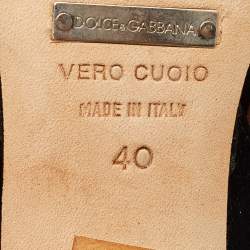 DOLCE & GABBANA
VERO CUOIO
MADE IN ITALY
40